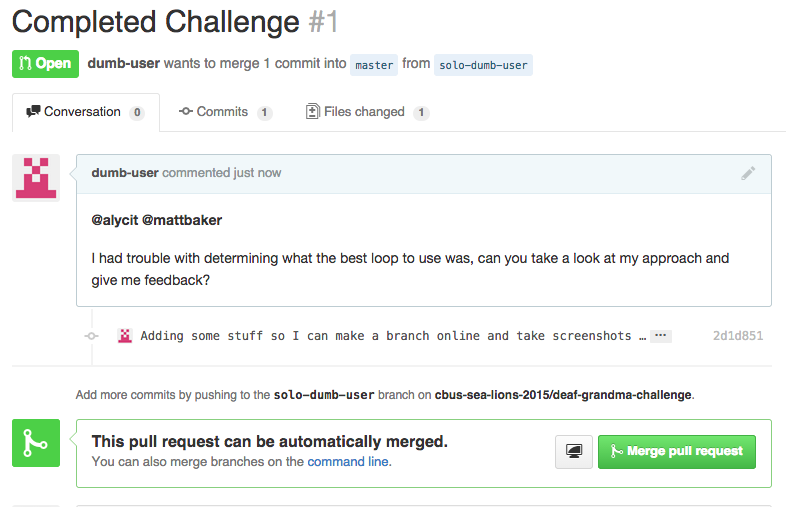 Completed Challenge #1
Open dumb-user wants to merge 1 commit into master from solo-dumb-user
Conversation 0 Commits 1 Files changed 1
dumb-user commented just now
@alycit @mattbaker
I had trouble with determining what the best loop to use was, can you take a look at my approach and
give me feedback?
Adding some stuff so I can make a branch online and take screenshots … ··· 2d1d851
Add more commits by pushing to the solo-dumb-user branch on cbus-sea-lions-2015/deaf-grandma-challenge.
This pull request can be automatically merged.
You can also merge branches on the command line.
Merge pull request